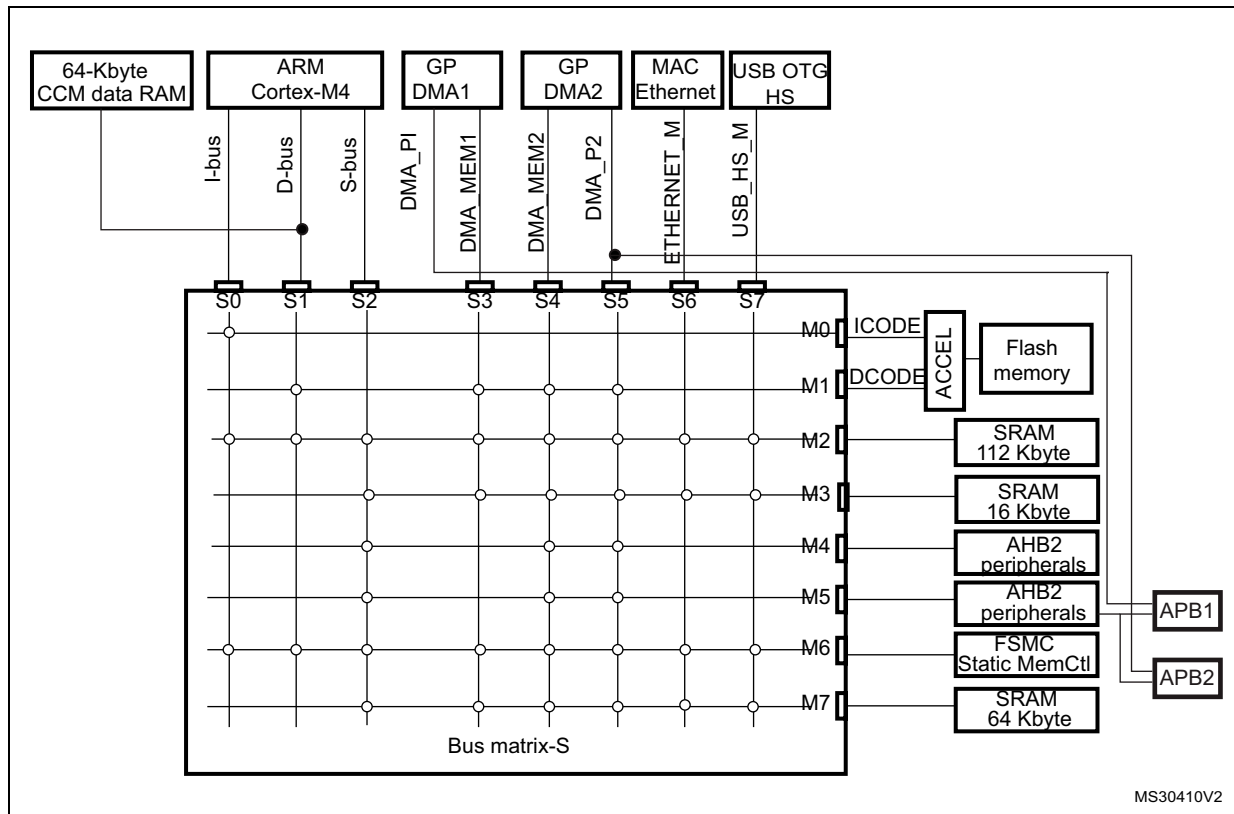 64-Kbyte
CCM data RAM
ARM
Cortex-M4
GP
DMA1
GP
DMA2
MAC
Ethernet
USB OTG
HS
I-bus
D-bus
S-bus
DMA_PI
DMA_MEM1
DMA_MEM2
DMA_P2
ETHERNET_M
USB_HS_M
S0
S1
S2
S3
S4
S5
S6
S7
M0
ICODE
M1
DCODE
ACCEL
Flash
memory
M2
SRAM
112 Kbyte
M3
SRAM
16 Kbyte
M4
AHB2
peripherals
M5
AHB2
peripherals
APB1
M6
FSMC
Static MemCtl
APB2
M7
SRAM
64 Kbyte
Bus matrix-S
MS30410V2